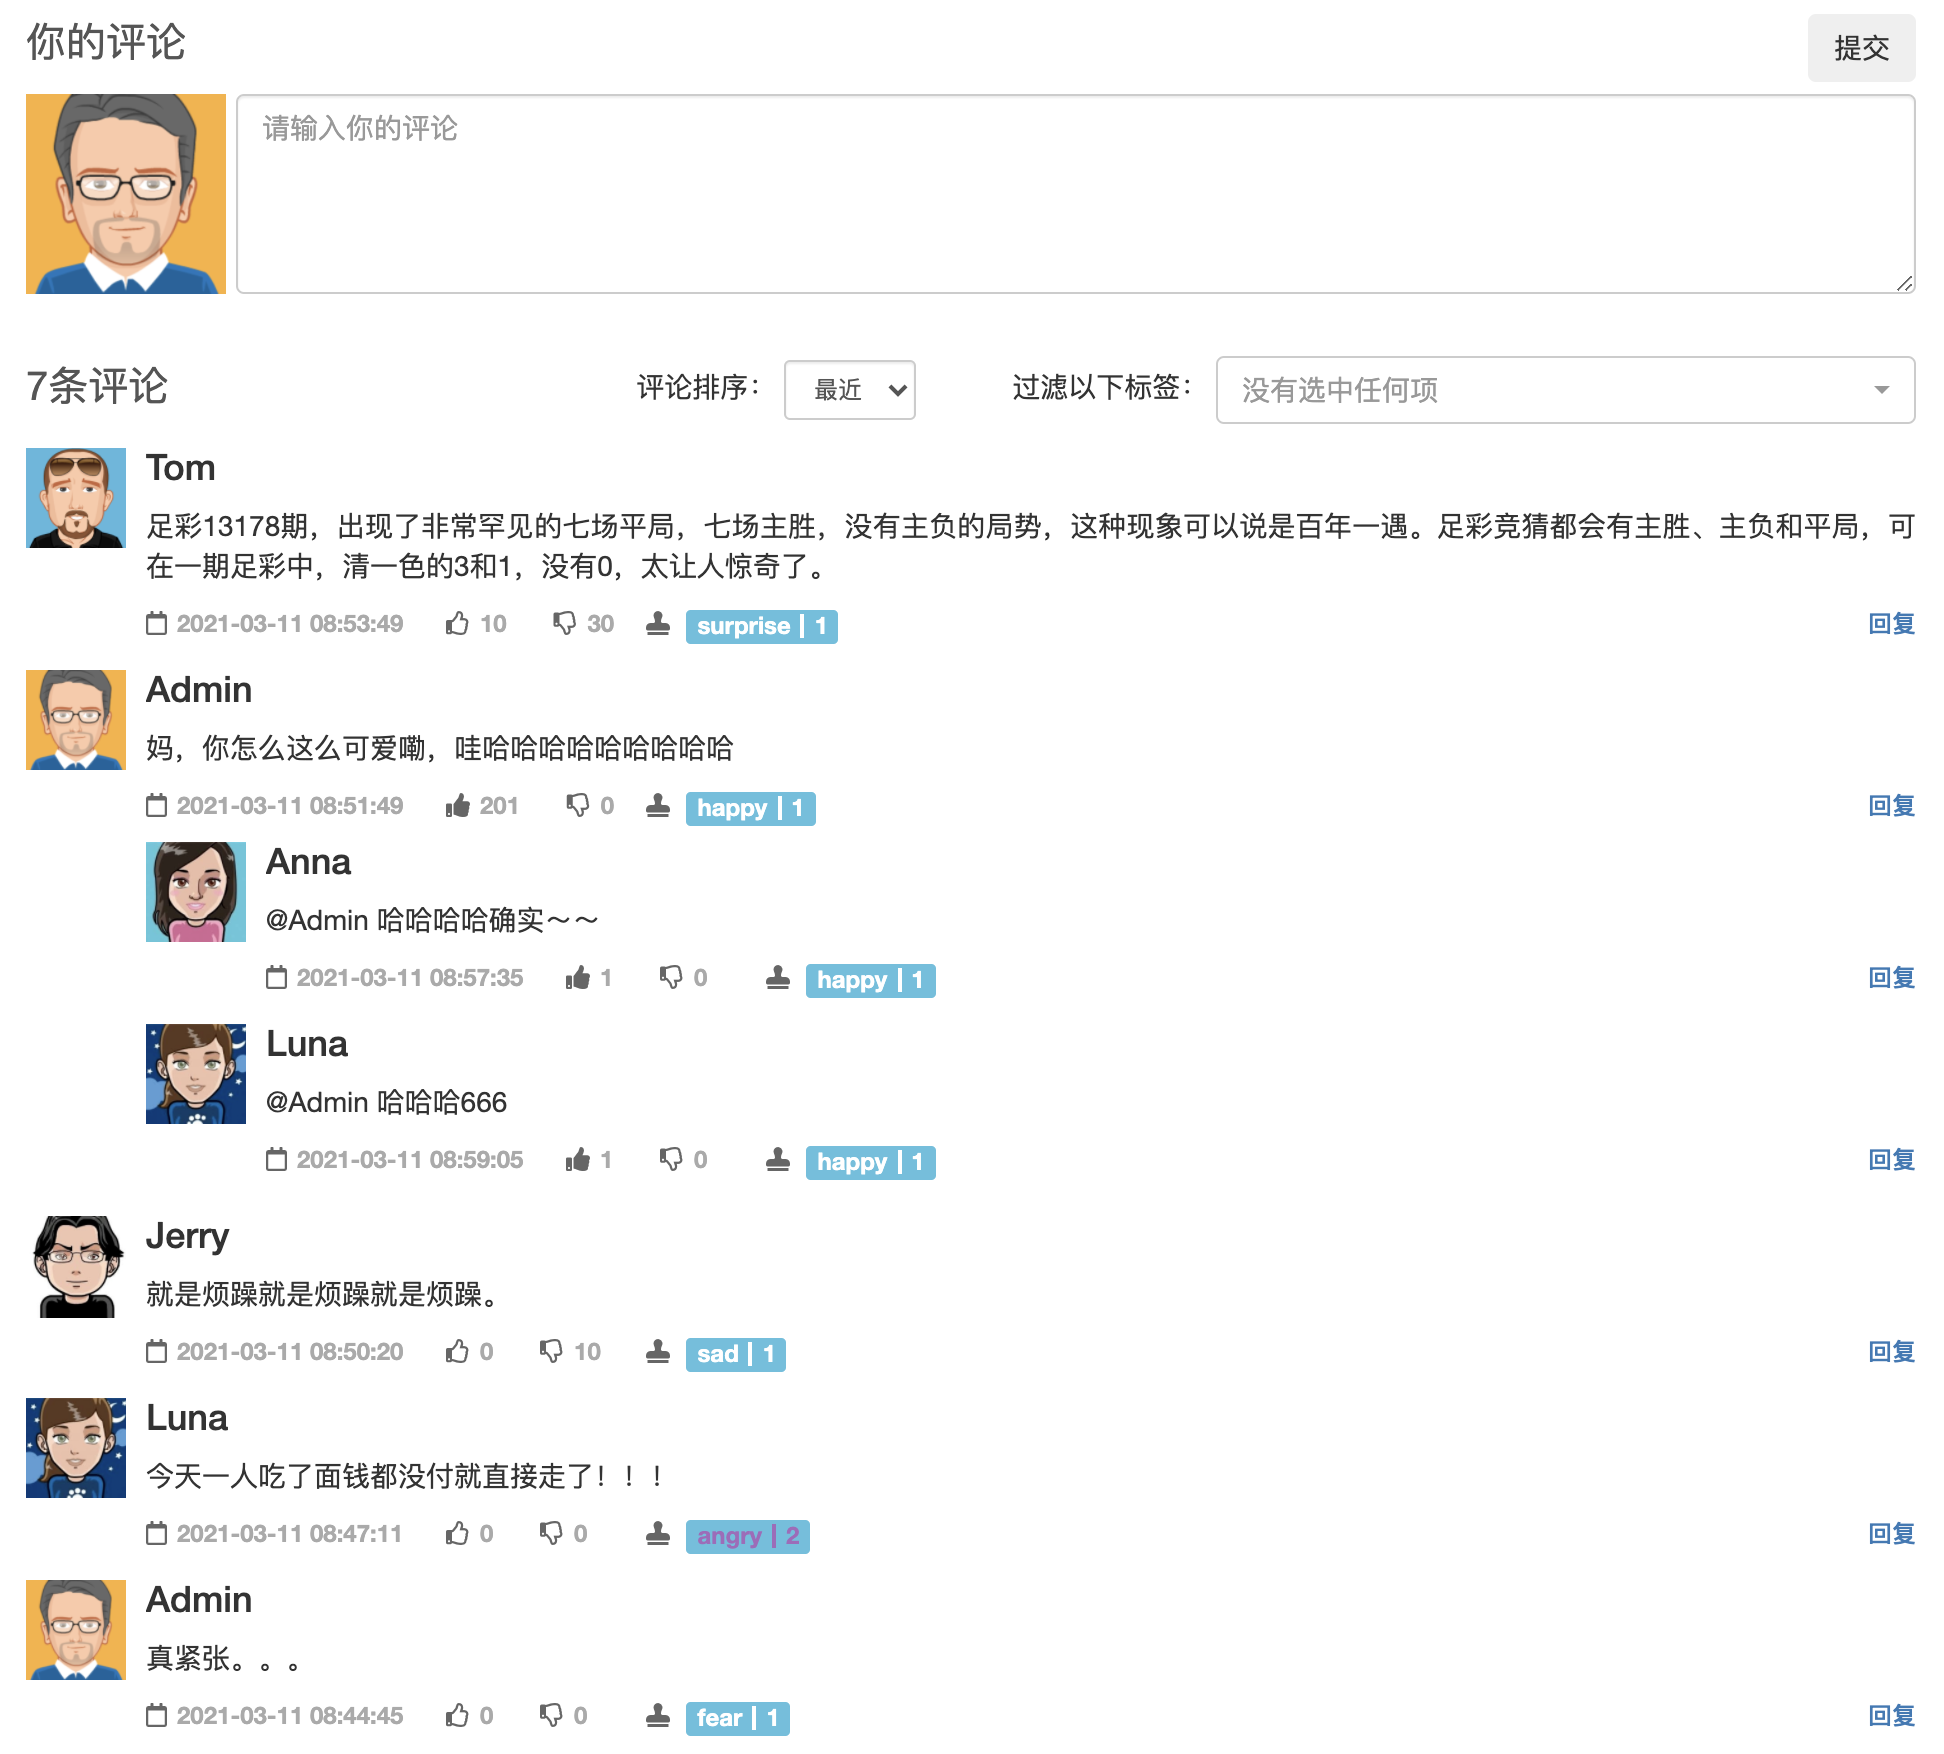 你的评论
提交
请输入你的评论
7条评论 评论排序： 最近 过滤以下标签： 没有选中任何项
Tom
足彩13178期，出现了非常罕见的七场平局，七场主胜，没有主负的局势，这种现象可以说是百年一遇。足彩竞猜都会有主胜、主负和平局，可
在一期足彩中，清一色的3和1，没有0，太让人惊奇了。
2021-03-11 08:53:49 10 30 surprise | 1 回复
Admin
妈，你怎么这么可爱嘞，哇哈哈哈哈哈哈哈哈哈
2021-03-11 08:51:49 201 0 happy | 1 回复
Anna
@Admin 哈哈哈哈确实～～
2021-03-11 08:57:35 1 0 happy | 1 回复
Luna
@Admin 哈哈哈666
2021-03-11 08:59:05 1 0 happy | 1 回复
Jerry
就是烦躁就是烦躁就是烦躁。
2021-03-11 08:50:20 0 10 sad | 1 回复
Luna
今天一人吃了面钱都没付就直接走了！！！
2021-03-11 08:47:11 0 0 angry | 2 回复
Admin
真紧张。。。
2021-03-11 08:44:45 0 0 fear | 1 回复